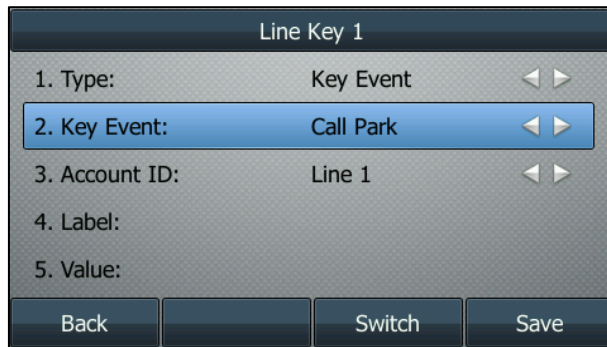 Line Key 1
1. Type: Key Event
2. Key Event: Call Park
3. Account ID: Line 1
4. Label:
5. Value:
Back Switch Save